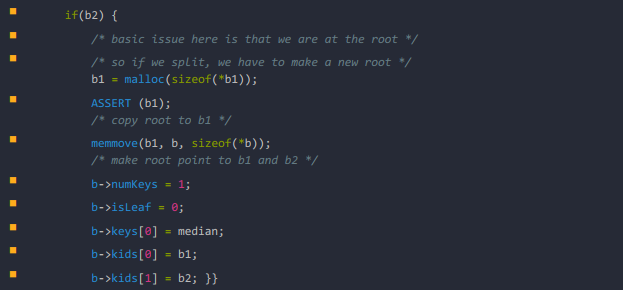 if(b2) {
/* basic issue here is that we are at the root */
/* so if we split, we have to make a new root */
b1 = malloc(sizeof(*b1));
ASSERT (b1);
/* copy root to b1 */
memmove(b1, b, sizeof(*b));
/* make root point to b1 and b2 */
b->numKeys = 1;
b->isLeaf = 0;
b->keys[0] = median;
b->kids[0] = b1;
b->kids[1] = b2; }}